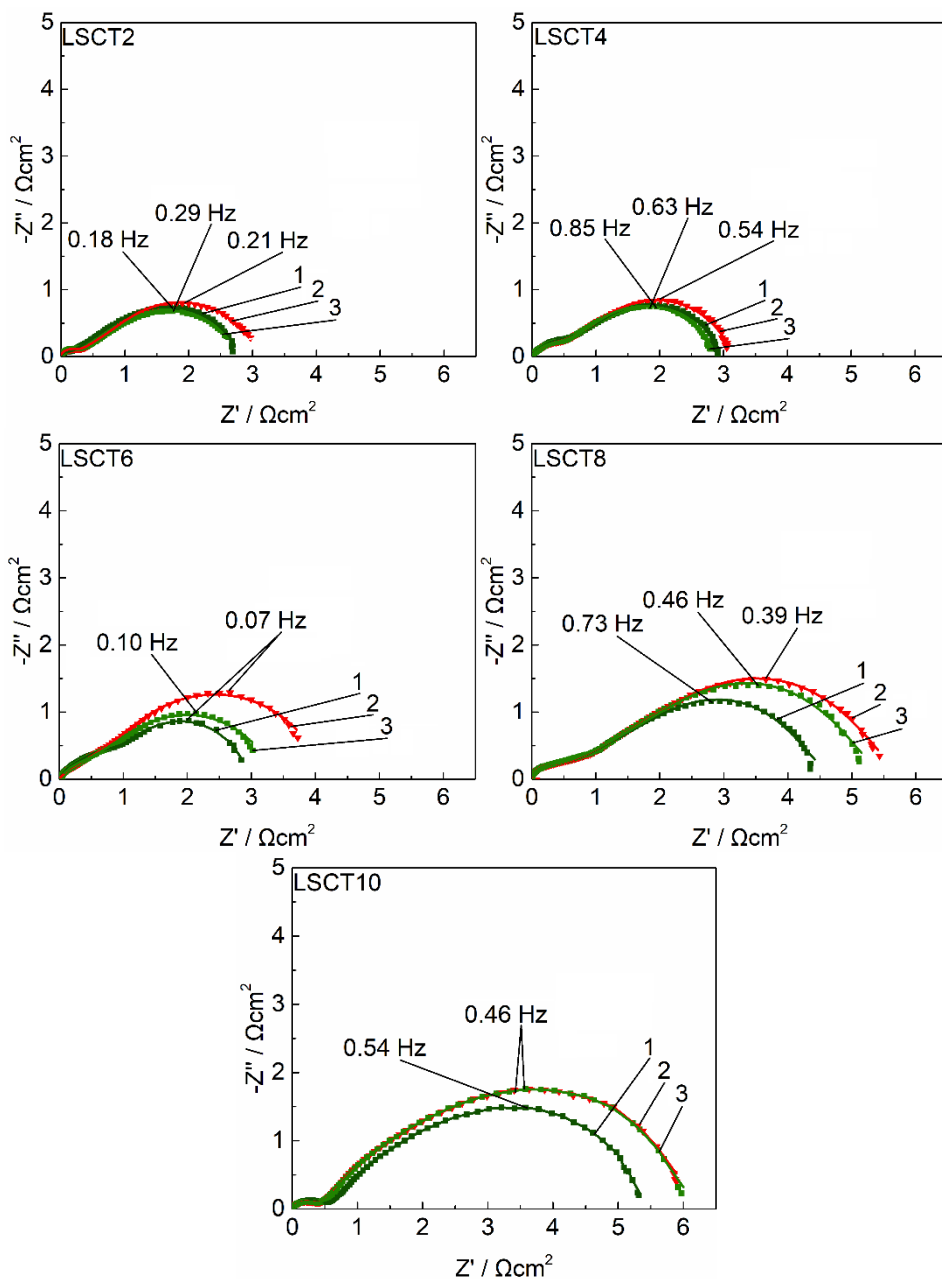 LSCT2
5
4
3
2
1
0
-Z'' / Ωcm²
0.29 Hz
0.18 Hz
0.21 Hz
1
2
3
0 1 2 3 4 5 6
Z' / Ωcm²
LSCT4
5
4
3
2
1
0
-Z'' / Ωcm²
0.63 Hz
0.85 Hz
0.54 Hz
1
2
3
0 1 2 3 4 5 6
Z' / Ωcm²
LSCT6
5
4
3
2
1
0
-Z'' / Ωcm²
0.10 Hz
0.07 Hz
1
2
3
0 1 2 3 4 5 6
Z' / Ωcm²
LSCT8
5
4
3
2
1
0
-Z'' / Ωcm²
0.46 Hz
0.73 Hz
0.39 Hz
1
2
3
0 1 2 3 4 5 6
Z' / Ωcm²
LSCT10
5
4
3
2
1
0
-Z'' / Ωcm²
0.46 Hz
0.54 Hz
1
2
3
0 1 2 3 4 5 6
Z' / Ωcm²